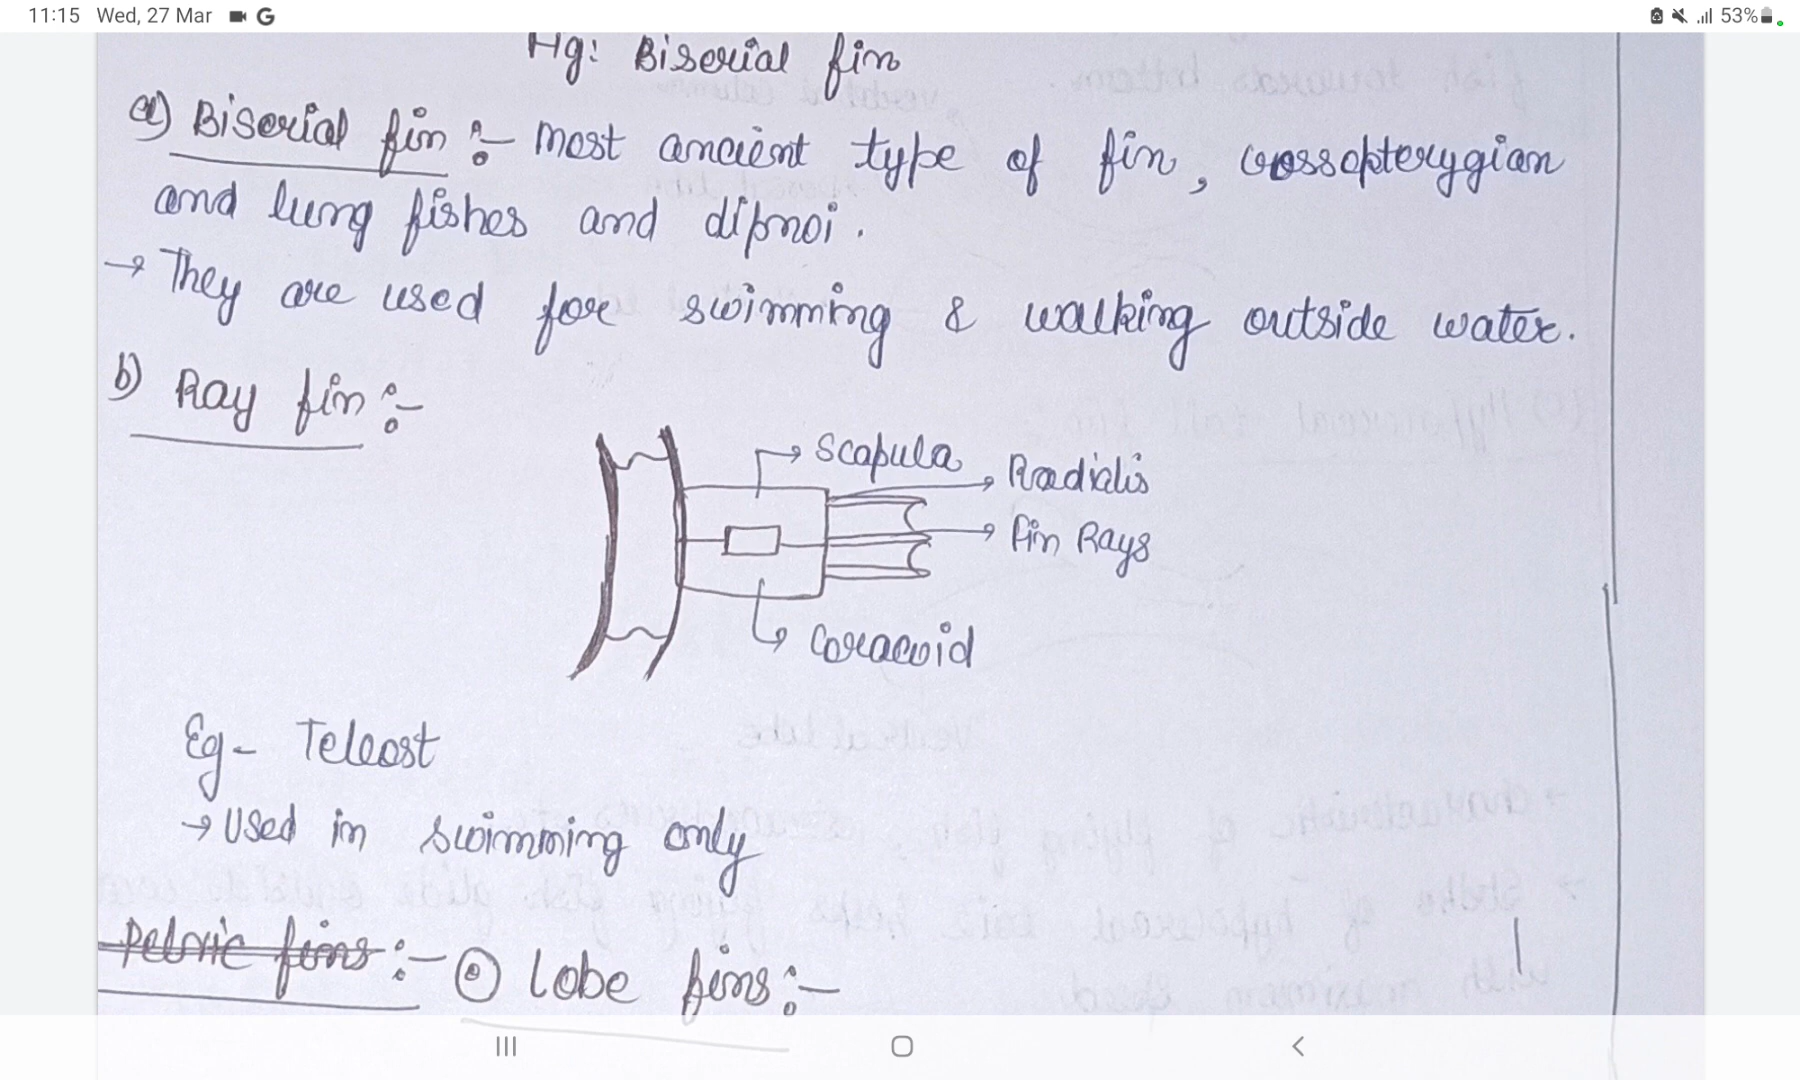 11:15 Wed, 27 Mar G 53%
Fig: Biserial fin
a) Biserial fin :- most ancient type of fin, crossopterygian
and lung fishes and dipnoi.
→ They are used for swimming & walking outside water.
b) Ray fin :-
Scapula
Radialis
Fin Rays
Coracoid
Eg- Teleost
→ Used in swimming only
Pelvic fins :- c) Lobe fins :-